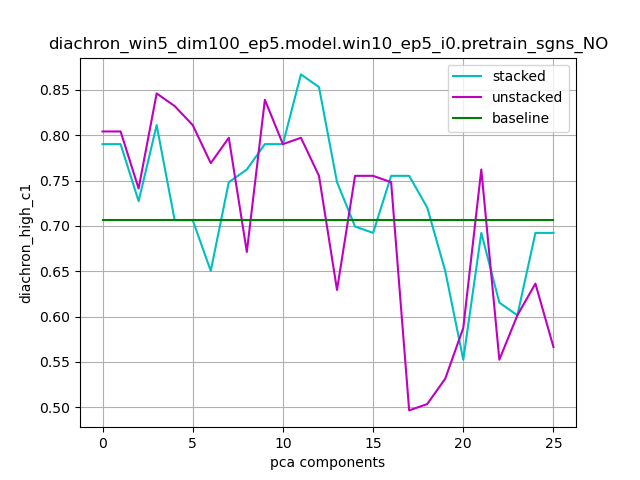 diachron_win5_dim100_ep5.model.win10_ep5_i0.pretrain_sgns_NO
stacked
unstacked
baseline
0.85
0.80
0.75
0.70
0.65
0.60
0.55
0.50
diachron_high_c1
0 5 10 15 20 25
pca components